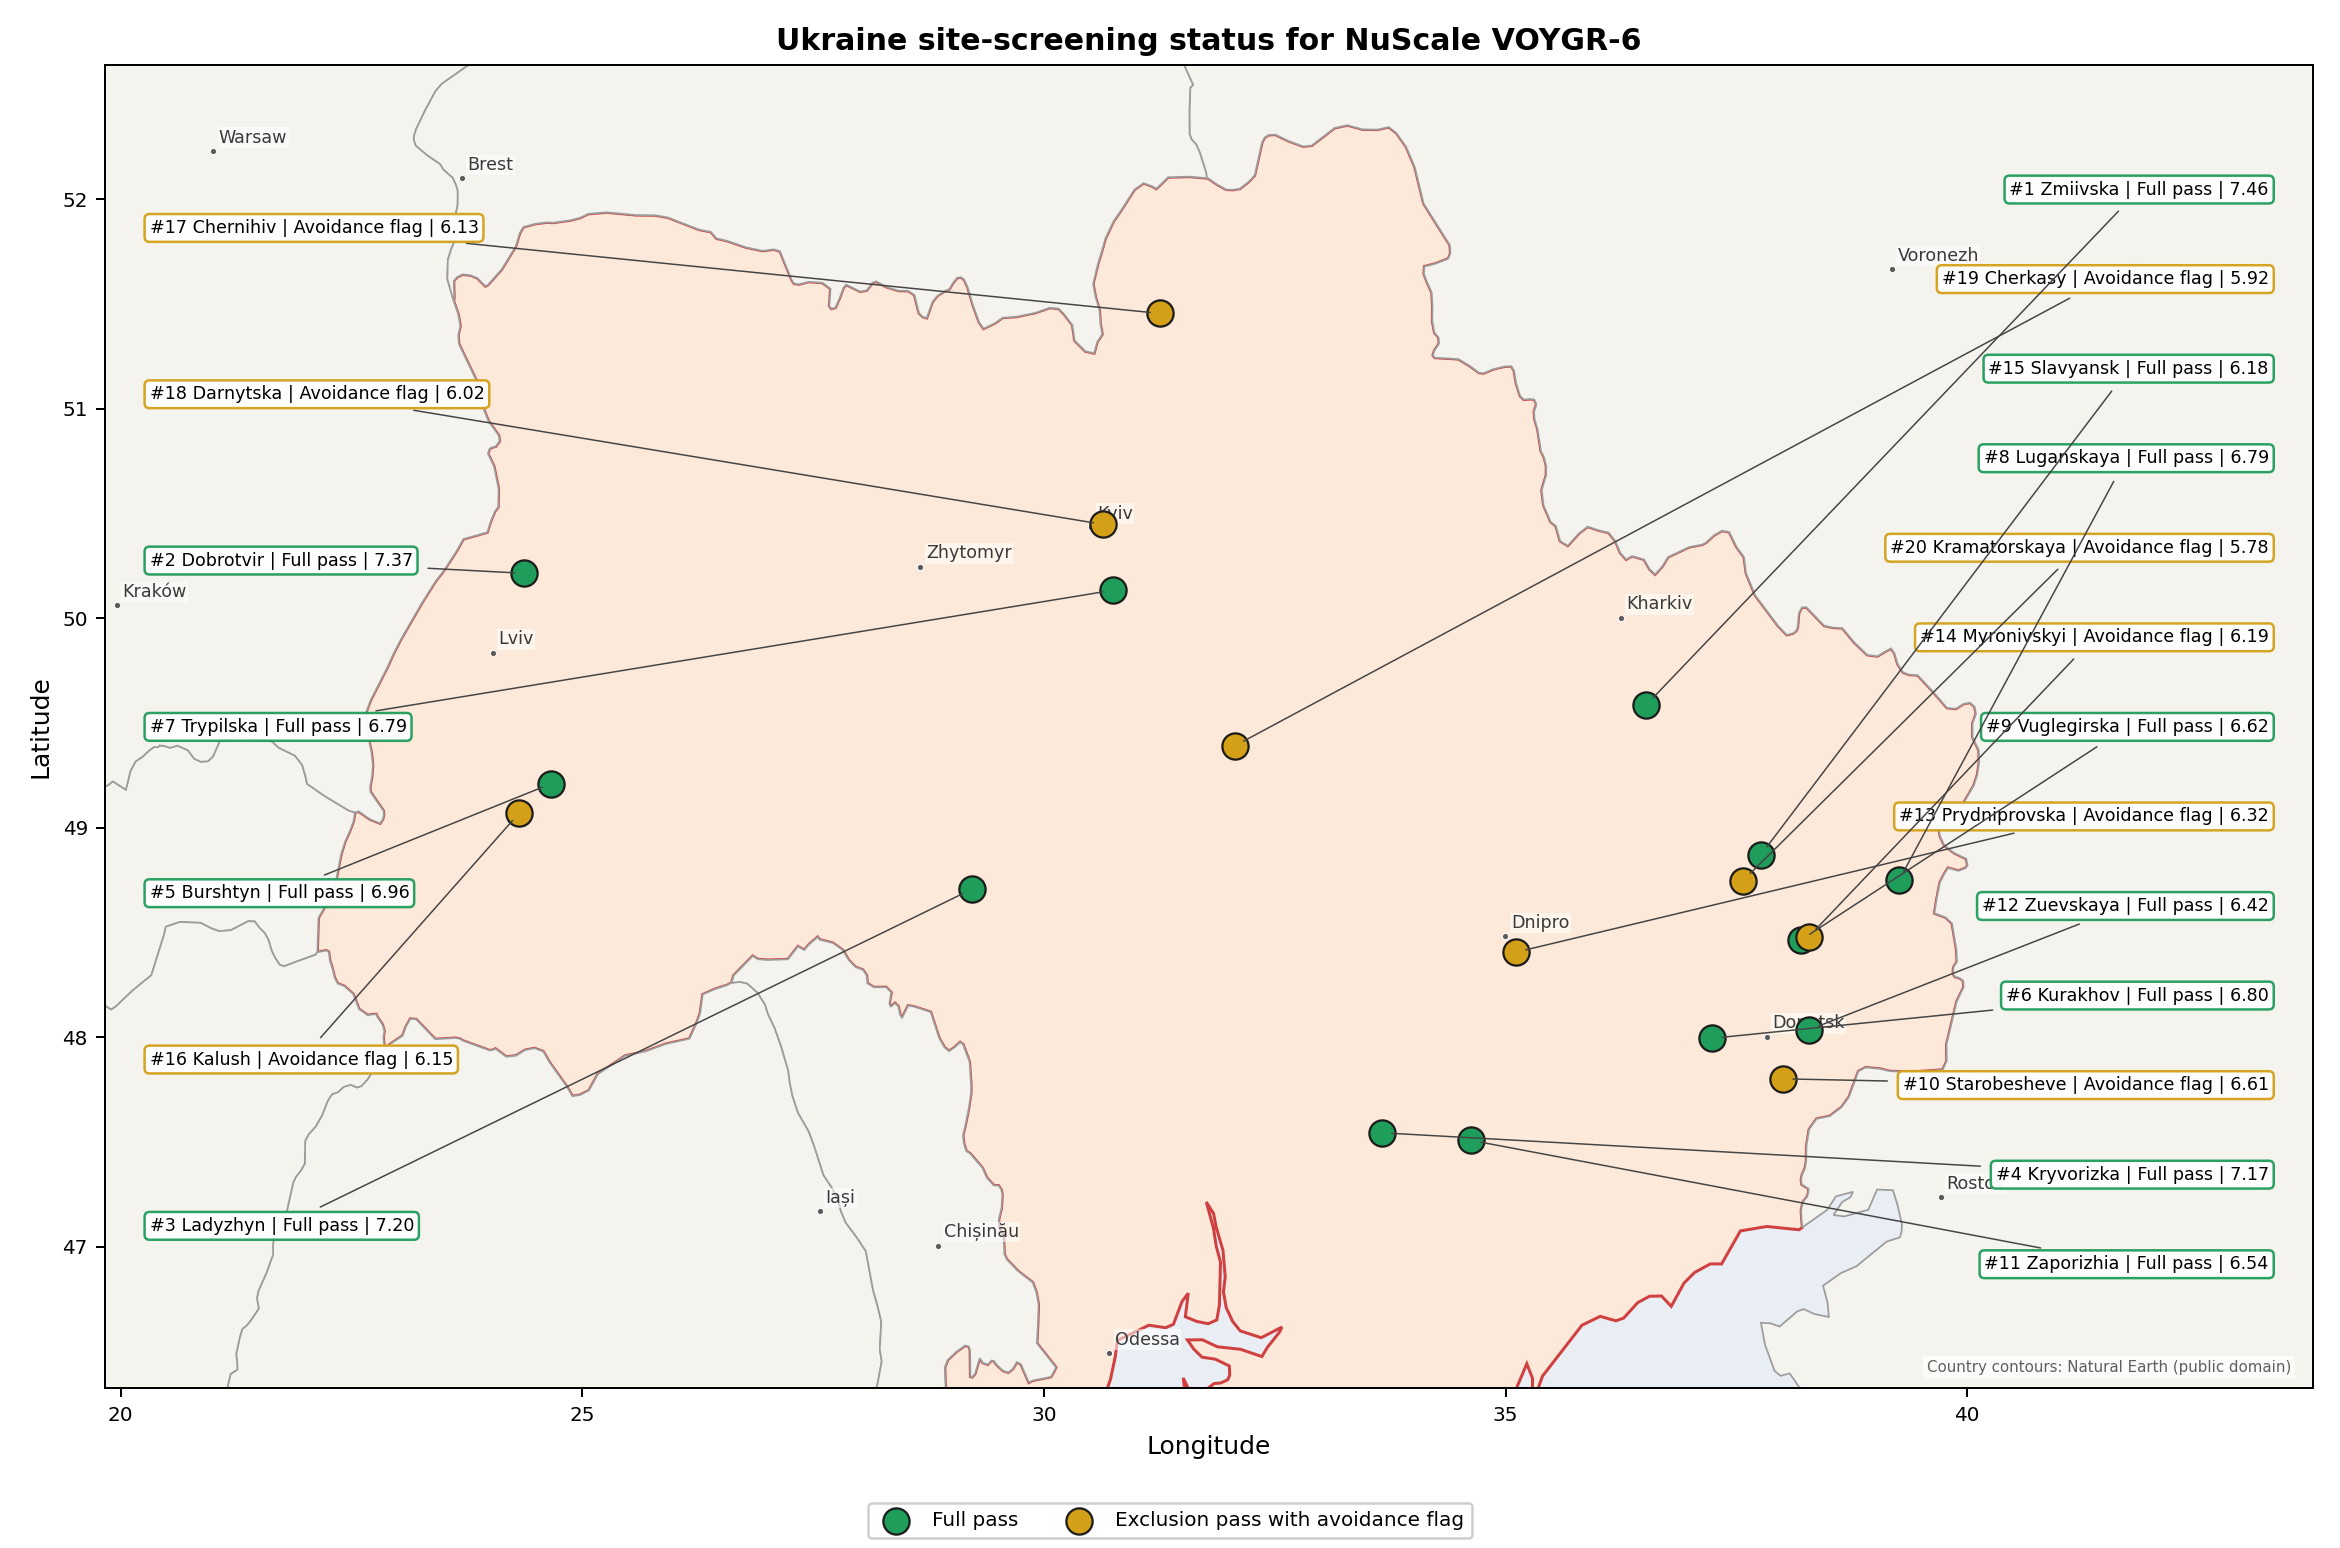 Ukraine site-screening status for NuScale VOYGR-6
Warsaw
Brest
#17 Chernihiv | Avoidance flag | 6.13
#18 Darnytska | Avoidance flag | 6.02
#2 Dobrotvir | Full pass | 7.37
Kraków
Lviv
Zhytomyr
Kyiv
#7 Trypilska | Full pass | 6.79
#5 Burshtyn | Full pass | 6.96
#16 Kalush | Avoidance flag | 6.15
#3 Ladyzhyn | Full pass | 7.20
Iași
Chișinău
Odessa
Kharkiv
Dnipro
Donetsk
Voronezh
#1 Zmiivska | Full pass | 7.46
#19 Cherkasy | Avoidance flag | 5.92
#15 Slavyansk | Full pass | 6.18
#8 Luganskaya | Full pass | 6.79
#20 Kramatorskaya | Avoidance flag | 5.78
#14 Myronivskyi | Avoidance flag | 6.19
#9 Vuglegirska | Full pass | 6.62
#13 Prydniprovska | Avoidance flag | 6.32
#12 Zuevskaya | Full pass | 6.42
#6 Kurakhov | Full pass | 6.80
#10 Starobesheve | Avoidance flag | 6.61
#4 Kryvorizka | Full pass | 7.17
#11 Zaporizhia | Full pass | 6.54
Country contours: Natural Earth (public domain)
52
51
50
49
48
47
Latitude
20
25
30
35
40
Longitude
Full pass
Exclusion pass with avoidance flag